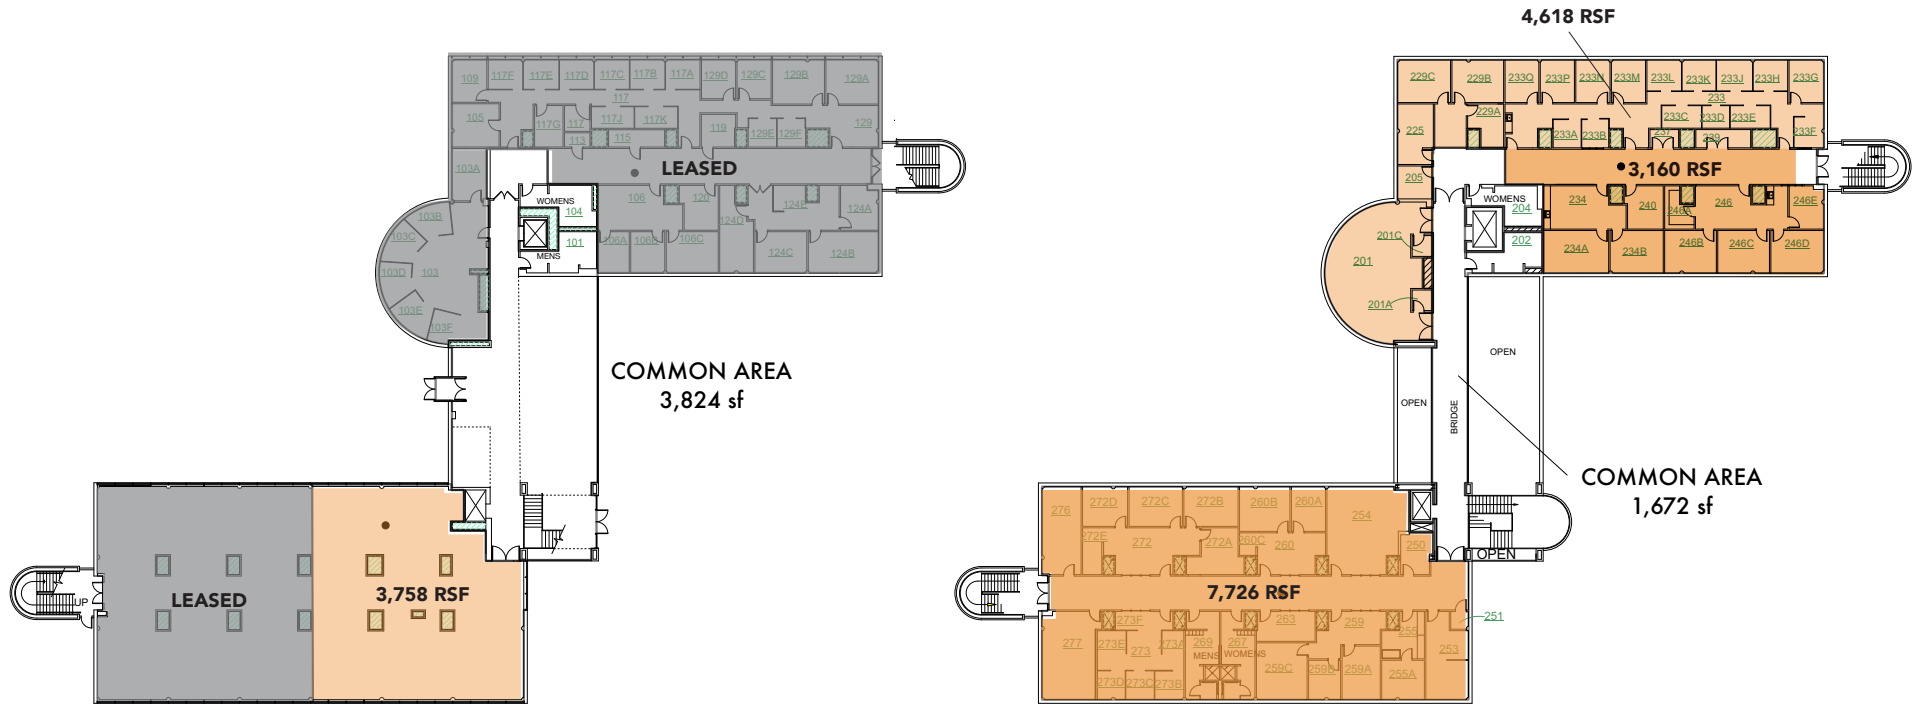 4,618 RSF
109
117F
117E
117D
117C
117B
117A
129D
129C
129B
129A
117
105
117G
117
117J
117K
119
129E
129F
129
113
115
103A
LEASED
WOMENS
104
106
120
124D
124E
124A
101
MENS
106A
106B
106C
124C
124B
103B
103C
103D
103
103E
103F
COMMON AREA
3,824 sf
LEASED
3,758 RSF
UP
229C
229B
233Q
233P
233N
233M
233L
233K
233J
233H
233G
233
225
229A
233C
233D
233E
233A
233B
237
239
233F
205
3,160 RSF
WOMENS
204
234
240
246A
246
246E
202
234A
234B
246B
246C
246D
201C
201
201A
OPEN
OPEN
BRIDGE
COMMON AREA
1,672 sf
OPEN
276
272D
272C
272B
260B
260A
254
272E
272
272A
260C
260
250
7,726 RSF
273F
263
259
255
251
277
273E
273
273A
269
MENS
267
WOMENS
253
259C
259B
259A
255A
273D
273C
273B